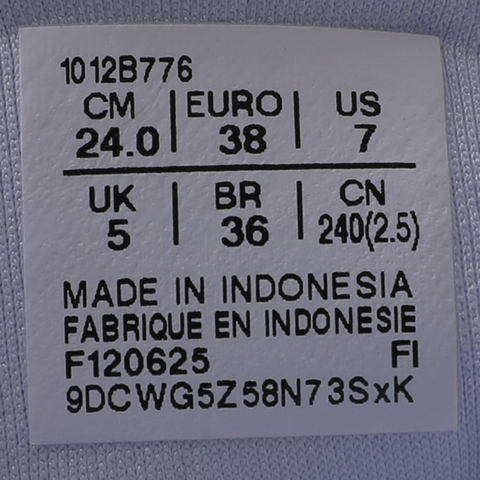 1012B776
CM | EURO | US
24.0 | 38 | 7
UK | BR | CN
5 | 36 | 240(2.5)
MADE IN INDONESIA
FABRIQUE EN INDONESIE
F120625 FI
9DCWG5Z58N73SxK